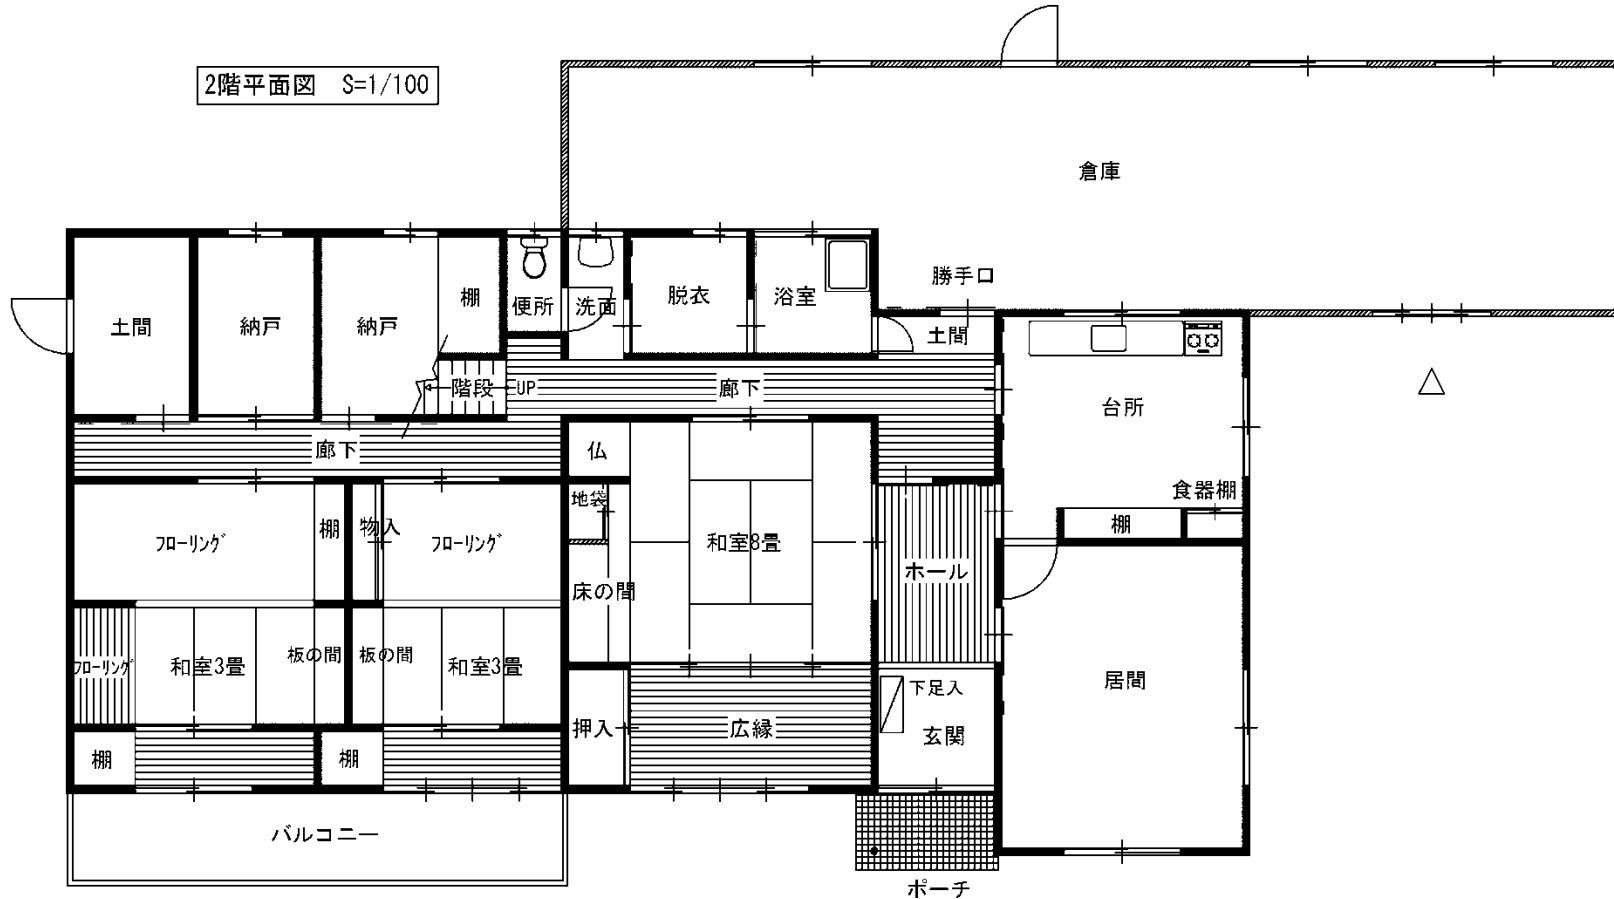 2階平面図 S=1/100
倉庫
勝手口
土間
納戸
納戸
棚
便所
洗面
脱衣
浴室
土間
階段
UP
廊下
台所
廊下
仏
地袋
食器棚
棚
フローリング
棚
物入
フローリング
和室8畳
床の間
ホール
フローリング
和室3畳
板の間
板の間
和室3畳
下足入
居間
棚
棚
押入
広縁
玄関
バルコニー
ポーチ